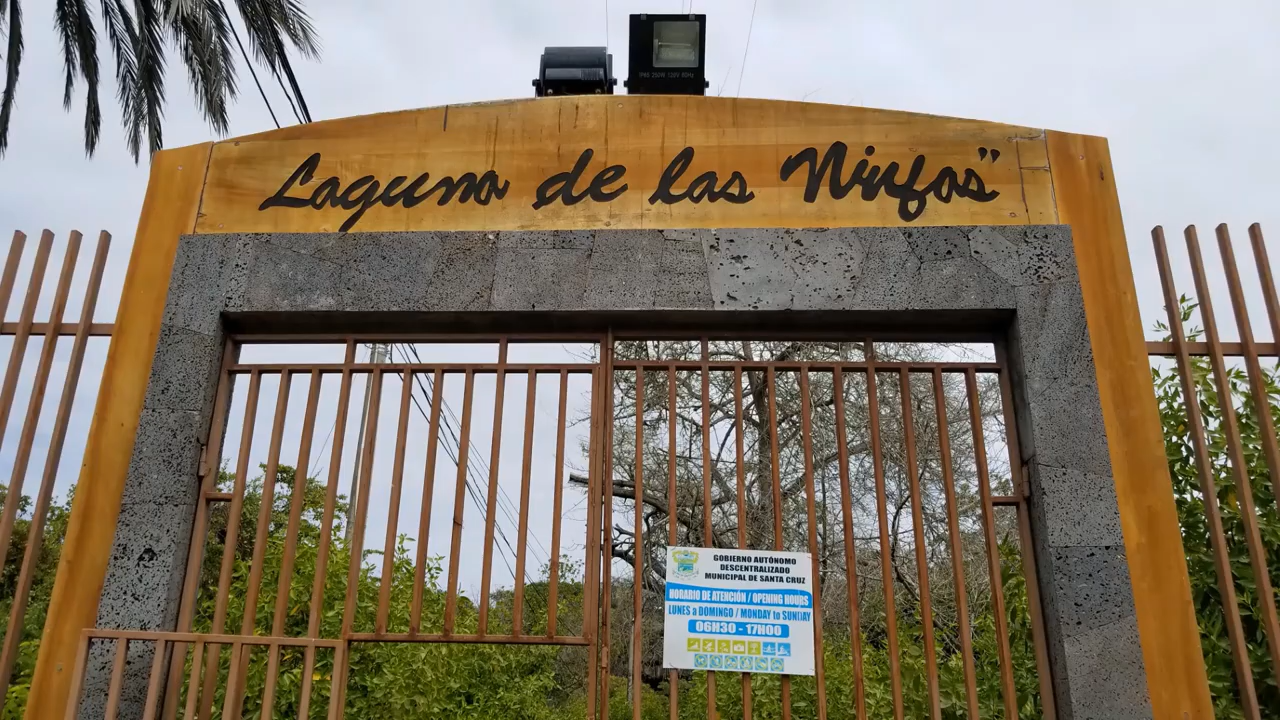 Laguna de las Ninfas"
GOBIERNO AUTÓNOMO
DESCENTRALIZADO
MUNICIPAL DE SANTA CRUZ
HORARIO DE ATENCIÓN / OPENING HOURS
LUNES a DOMINGO / MONDAY to SUNDAY
06H30 - 17H00